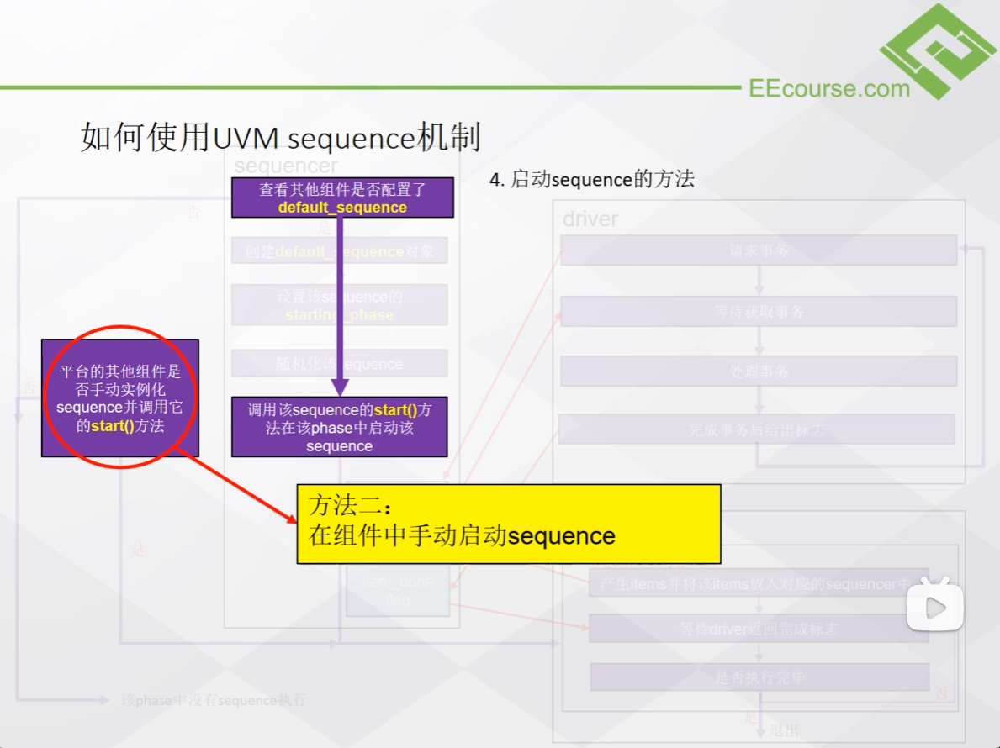 EEcourse.com
如何使用UVM sequence机制
4. 启动sequence的方法
sequencer
查看其他组件是否配置了
default_sequence
否
是
创建default_sequence对象
设置该sequence的
starting_phase
随机化该sequence
调用该sequence的start()方
法在该phase中启动该
sequence
平台的其他组件是
否手动实例化
sequence并调用它
的start()方法
否
是
driver
请求事务
等待获取事务
处理事务
完成事务后给出标志
方法二：
在组件中手动启动sequence
item_done
flag
产生items并将该items放入对应的sequencer中
等待driver返回完成标志
是否执行完毕
否
是
退出
该phase中没有sequence执行